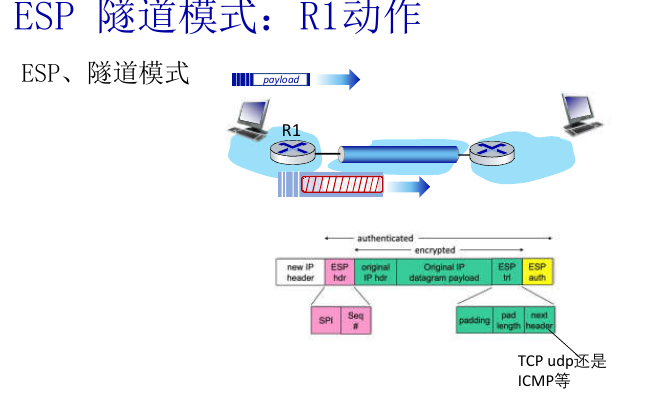 ESP 隧道模式：R1动作
ESP、隧道模式
payload
R1
authenticated
encrypted
new IP
header
ESP
hdr
original
IP hdr
Original IP
datagram payload
ESP
trl
ESP
auth
SPI
Seq
#
padding
pad
length
next
header
TCP udp还是
ICMP等